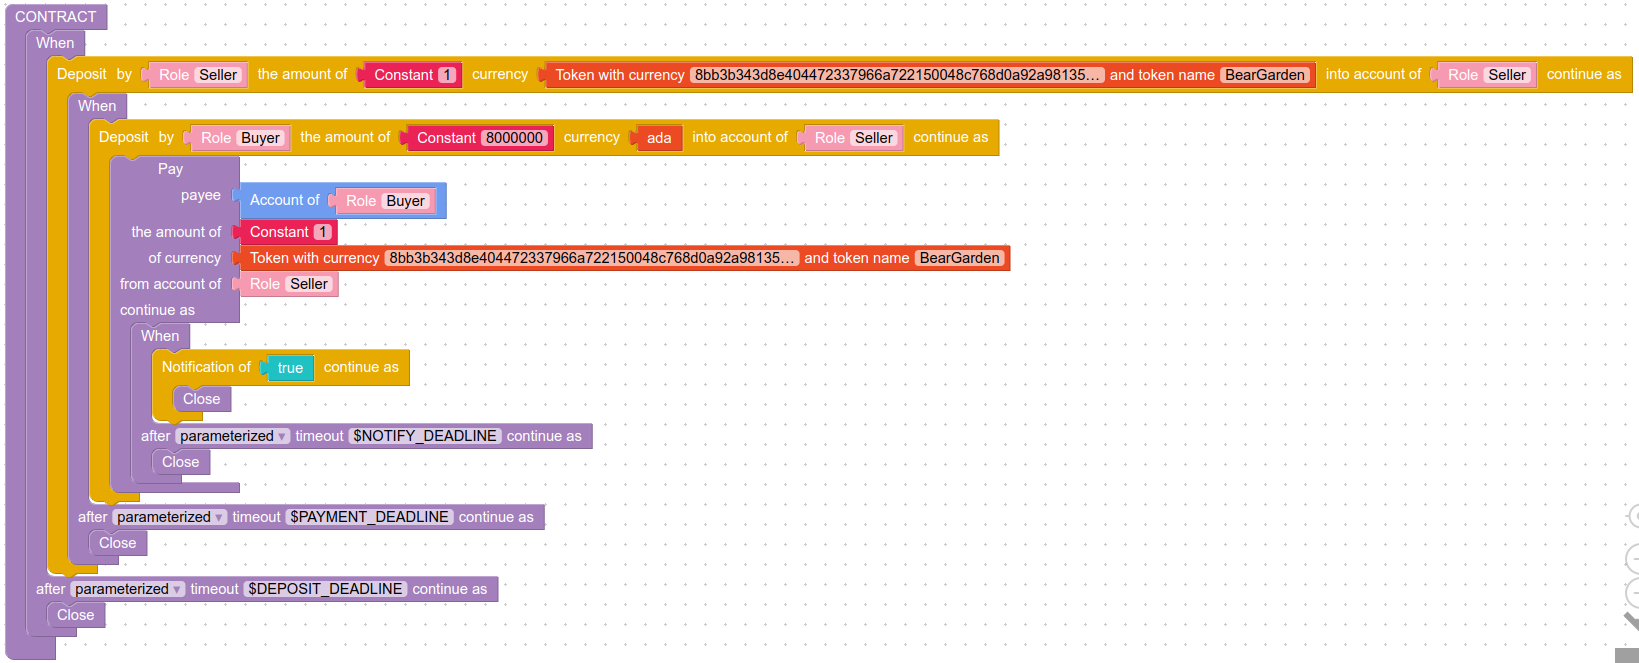 CONTRACT
When
Deposit by Role Seller the amount of Constant 1 currency Token with currency 8bb3b343d8e404472337966a722150048c768d0a92a98135... and token name BearGarden into account of Role Seller continue as
When
Deposit by Role Buyer the amount of Constant 8000000 currency ada into account of Role Seller continue as
Pay
payee Account of Role Buyer
the amount of Constant 1
of currency Token with currency 8bb3b343d8e404472337966a722150048c768d0a92a98135... and token name BearGarden
from account of Role Seller
continue as
When
Notification of true continue as
Close
after parameterized timeout $NOTIFY_DEADLINE continue as
Close
after parameterized timeout $PAYMENT_DEADLINE continue as
Close
after parameterized timeout $DEPOSIT_DEADLINE continue as
Close